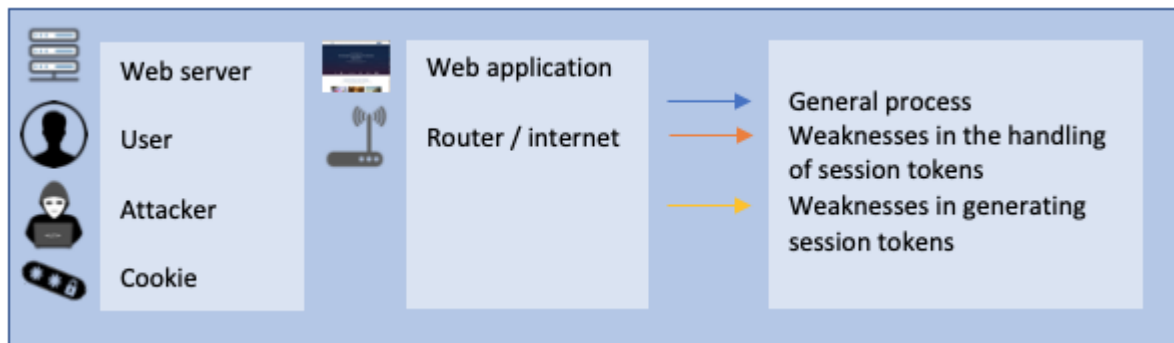 Web server
User
Attacker
Cookie
Web application
Router / internet
General process
Weaknesses in the handling
of session tokens
Weaknesses in generating
session tokens